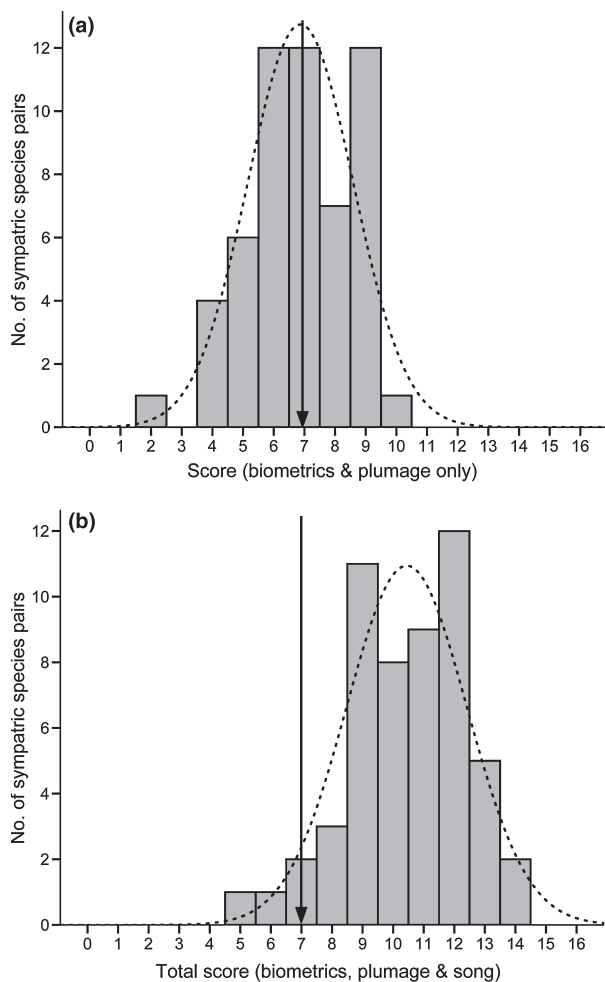 (a)
No. of sympatric species pairs
12
10
8
6
4
2
0
0 1 2 3 4 5 6 7 8 9 10 11 12 13 14 15 16
Score (biometrics & plumage only)
(b)
No. of sympatric species pairs
12
10
8
6
4
2
0
0 1 2 3 4 5 6 7 8 9 10 11 12 13 14 15 16
Total score (biometrics, plumage & song)